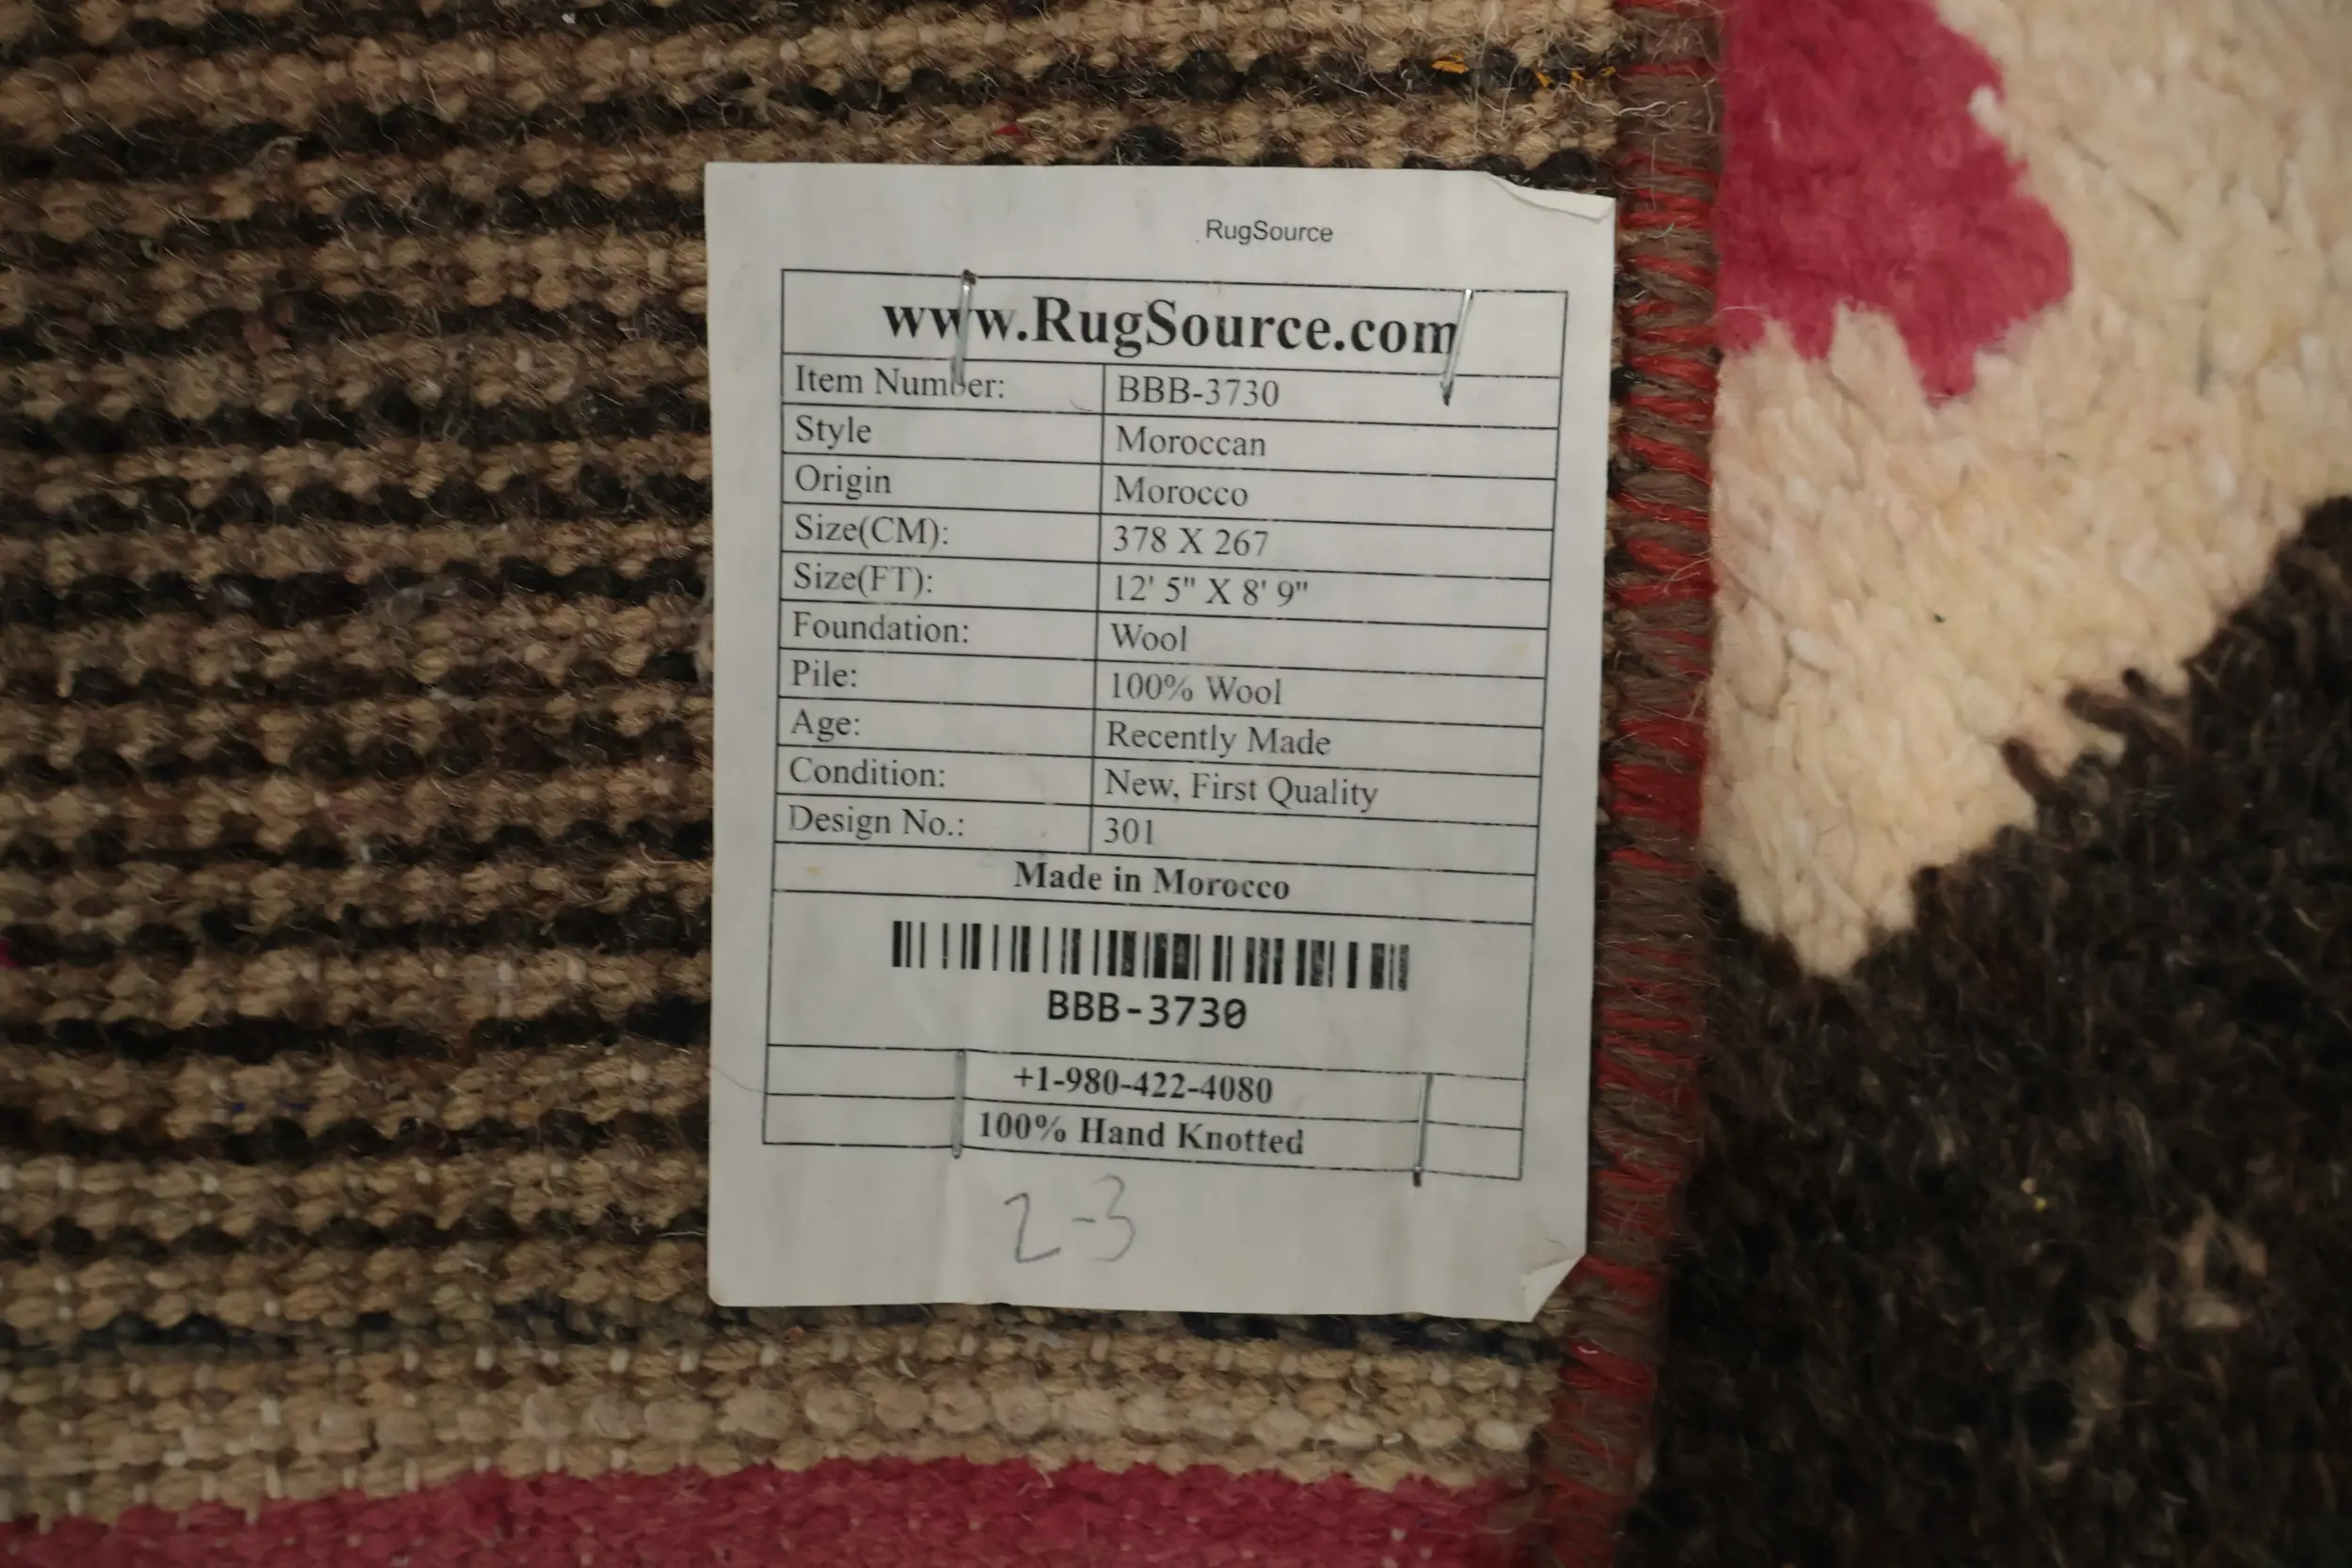 RugSource
www.RugSource.com
Item Number: BBB-3730
Style Moroccan
Origin Morocco
Size(CM): 378 X 267
Size(FT): 12' 5" X 8' 9"
Foundation: Wool
Pile: 100% Wool
Age: Recently Made
Condition: New, First Quality
Design No.: 301
Made in Morocco
BBB-3730
+1-980-422-4080
100% Hand Knotted
2-3